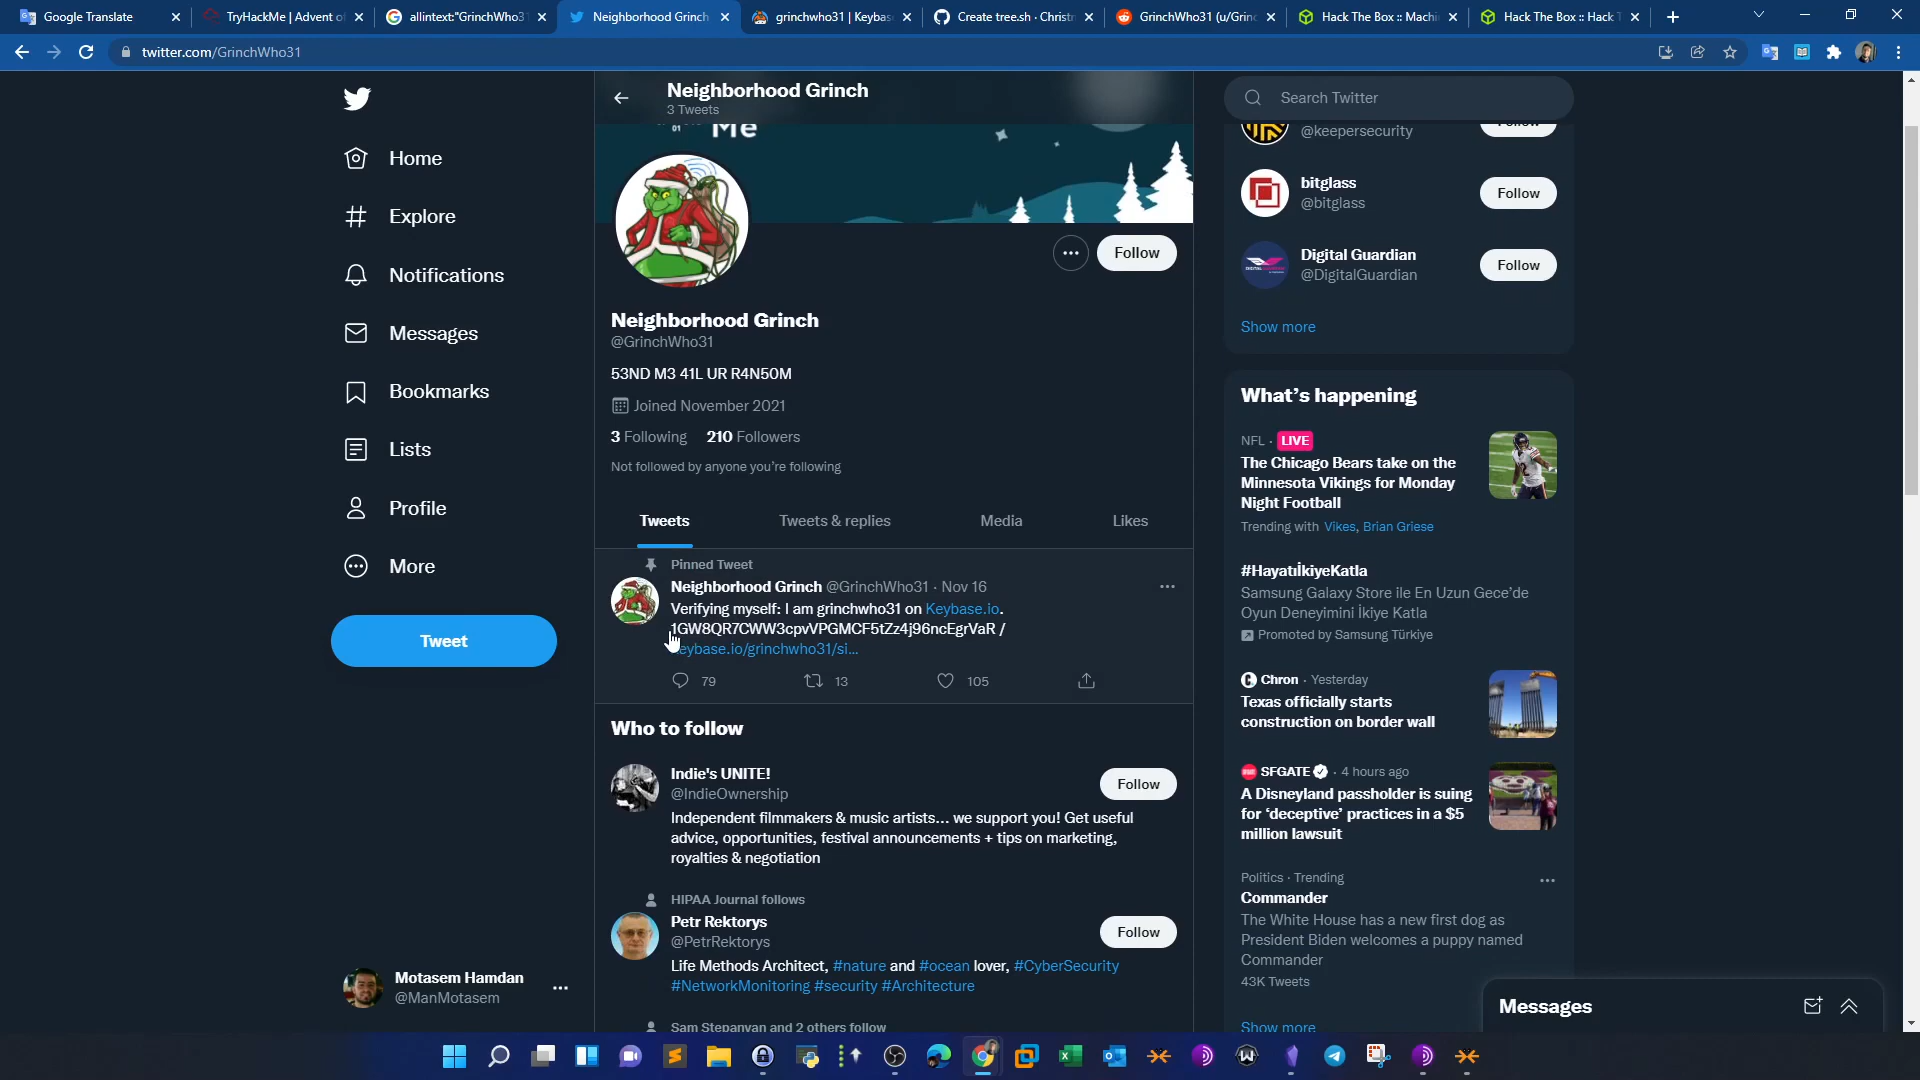 Google Translate
TryHackMe | Advent of
allintext:"GrinchWho31
Neighborhood Grinch
grinchwho31 | Keybas
Create tree.sh · Christm
GrinchWho31 (u/Grinc
Hack The Box :: Machi
Hack The Box :: Hack T
twitter.com/GrinchWho31
Home
Explore
Notifications
Messages
Bookmarks
Lists
Profile
More
Tweet
Motasem Hamdan
@ManMotasem
Neighborhood Grinch
3 Tweets
01
Me
Follow
Neighborhood Grinch
@GrinchWho31
53ND M3 41L UR R4N50M
Joined November 2021
3 Following 210 Followers
Not followed by anyone you're following
Tweets Tweets & replies Media Likes
Pinned Tweet
Neighborhood Grinch @GrinchWho31 · Nov 16
Verifying myself: I am grinchwho31 on Keybase.io.
1GW8QR7CWW3cpvVPGMCF5tZz4j96ncEgrVaR /
keybase.io/grinchwho31/si...
79 13 105
Who to follow
Indie's UNITE!
@IndieOwnership
Follow
Independent filmmakers & music artists... we support you! Get useful
advice, opportunities, festival announcements + tips on marketing,
royalties & negotiation
HIPAA Journal follows
Petr Rektorys
@PetrRektorys
Follow
Life Methods Architect, #nature and #ocean lover, #CyberSecurity
#NetworkMonitoring #security #Architecture
Sam Stepanyan and 2 others follow
Search Twitter
@keepersecurity
Follow
bitglass
@bitglass
Follow
Digital Guardian
@DigitalGuardian
Follow
Show more
What's happening
NFL · LIVE
The Chicago Bears take on the
Minnesota Vikings for Monday
Night Football
Trending with Vikes, Brian Griese
#HayatıİkiyeKatla
Samsung Galaxy Store ile En Uzun Gece'de
Oyun Deneyimini İkiye Katla
Promoted by Samsung Türkiye
Chron · Yesterday
Texas officially starts
construction on border wall
SFGATE · 4 hours ago
A Disneyland passholder is suing
for 'deceptive' practices in a $5
million lawsuit
Politics · Trending
Commander
The White House has a new first dog as
President Biden welcomes a puppy named
Commander
43K Tweets
Show more
Messages